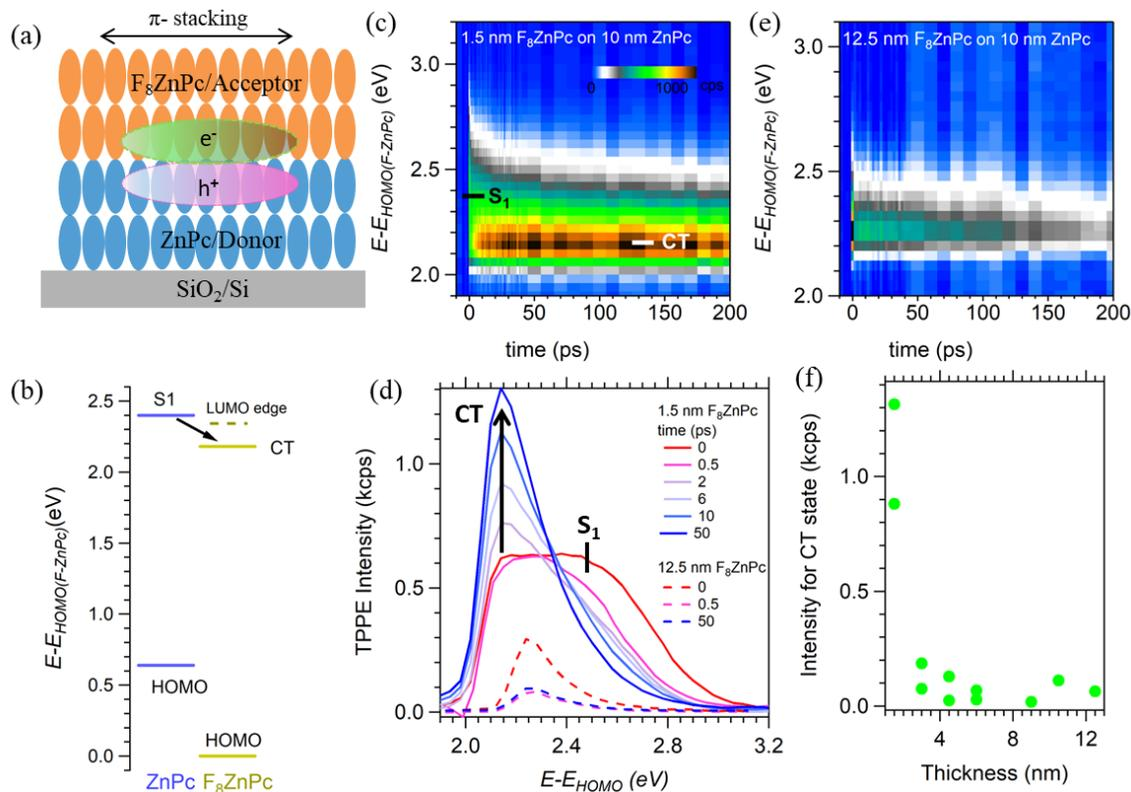 (a)
π- stacking
F₈ZnPc/Acceptor
e⁻
h⁺
ZnPc/Donor
SiO₂/Si
(c)
1.5 nm F₈ZnPc on 10 nm ZnPc
0
1000
cps
S₁
CT
3.0
2.5
2.0
E-E_HOMO(F-ZnPc) (eV)
0
50
100
150
200
time (ps)
(e)
12.5 nm F₈ZnPc on 10 nm ZnPc
3.0
2.5
2.0
E-E_HOMO(F-ZnPc) (eV)
0
50
100
150
200
time (ps)
(b)
E-E_HOMO(F-ZnPc)(eV)
2.5
2.0
1.5
1.0
0.5
0.0
S1
LUMO edge
CT
HOMO
HOMO
ZnPc F₈ZnPc
(d)
TPPE Intensity (kcps)
1.0
0.5
0.0
CT
S₁
1.5 nm F₈ZnPc
time (ps)
0
0.5
2
6
10
50
12.5 nm F₈ZnPc
0
0.5
50
2.0
2.4
2.8
3.2
E-E_HOMO (eV)
(f)
Intensity for CT state (kcps)
1.0
0.0
4
8
12
Thickness (nm)